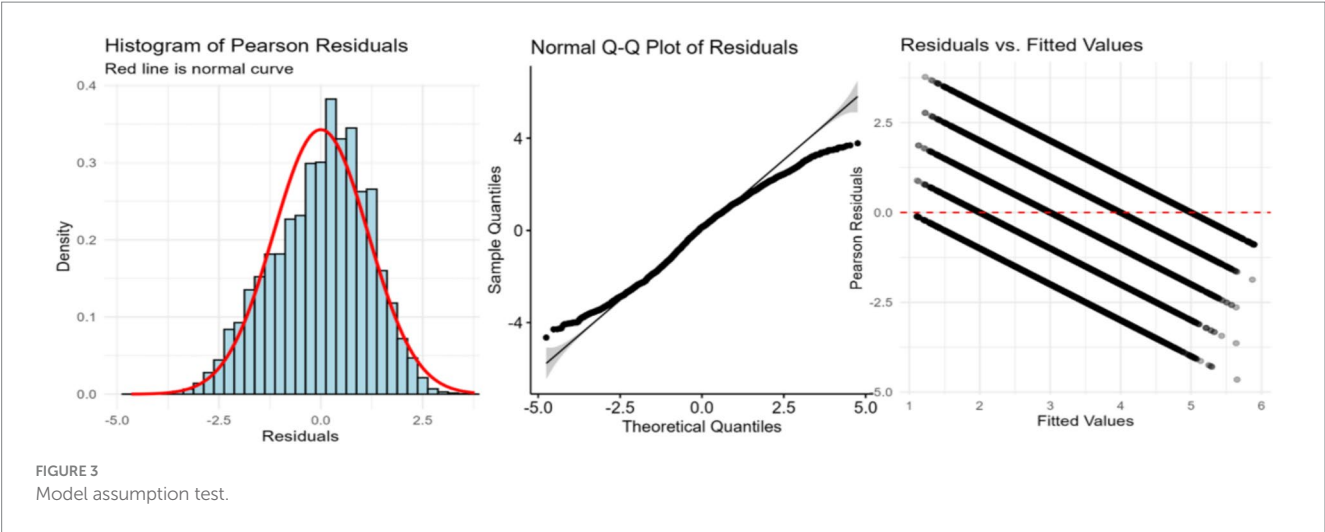 Histogram of Pearson Residuals
Red line is normal curve
0.4
0.3
0.2
0.1
0.0
Density
-5.0 -2.5 0.0 2.5
Residuals
Normal Q-Q Plot of Residuals
4
0
-4
Sample Quantiles
-5.0 -2.5 0.0 2.5 5.0
Theoretical Quantiles
Residuals vs. Fitted Values
2.5
0.0
-2.5
-5.0
Pearson Residuals
1 2 3 4 5 6
Fitted Values
FIGURE 3
Model assumption test.